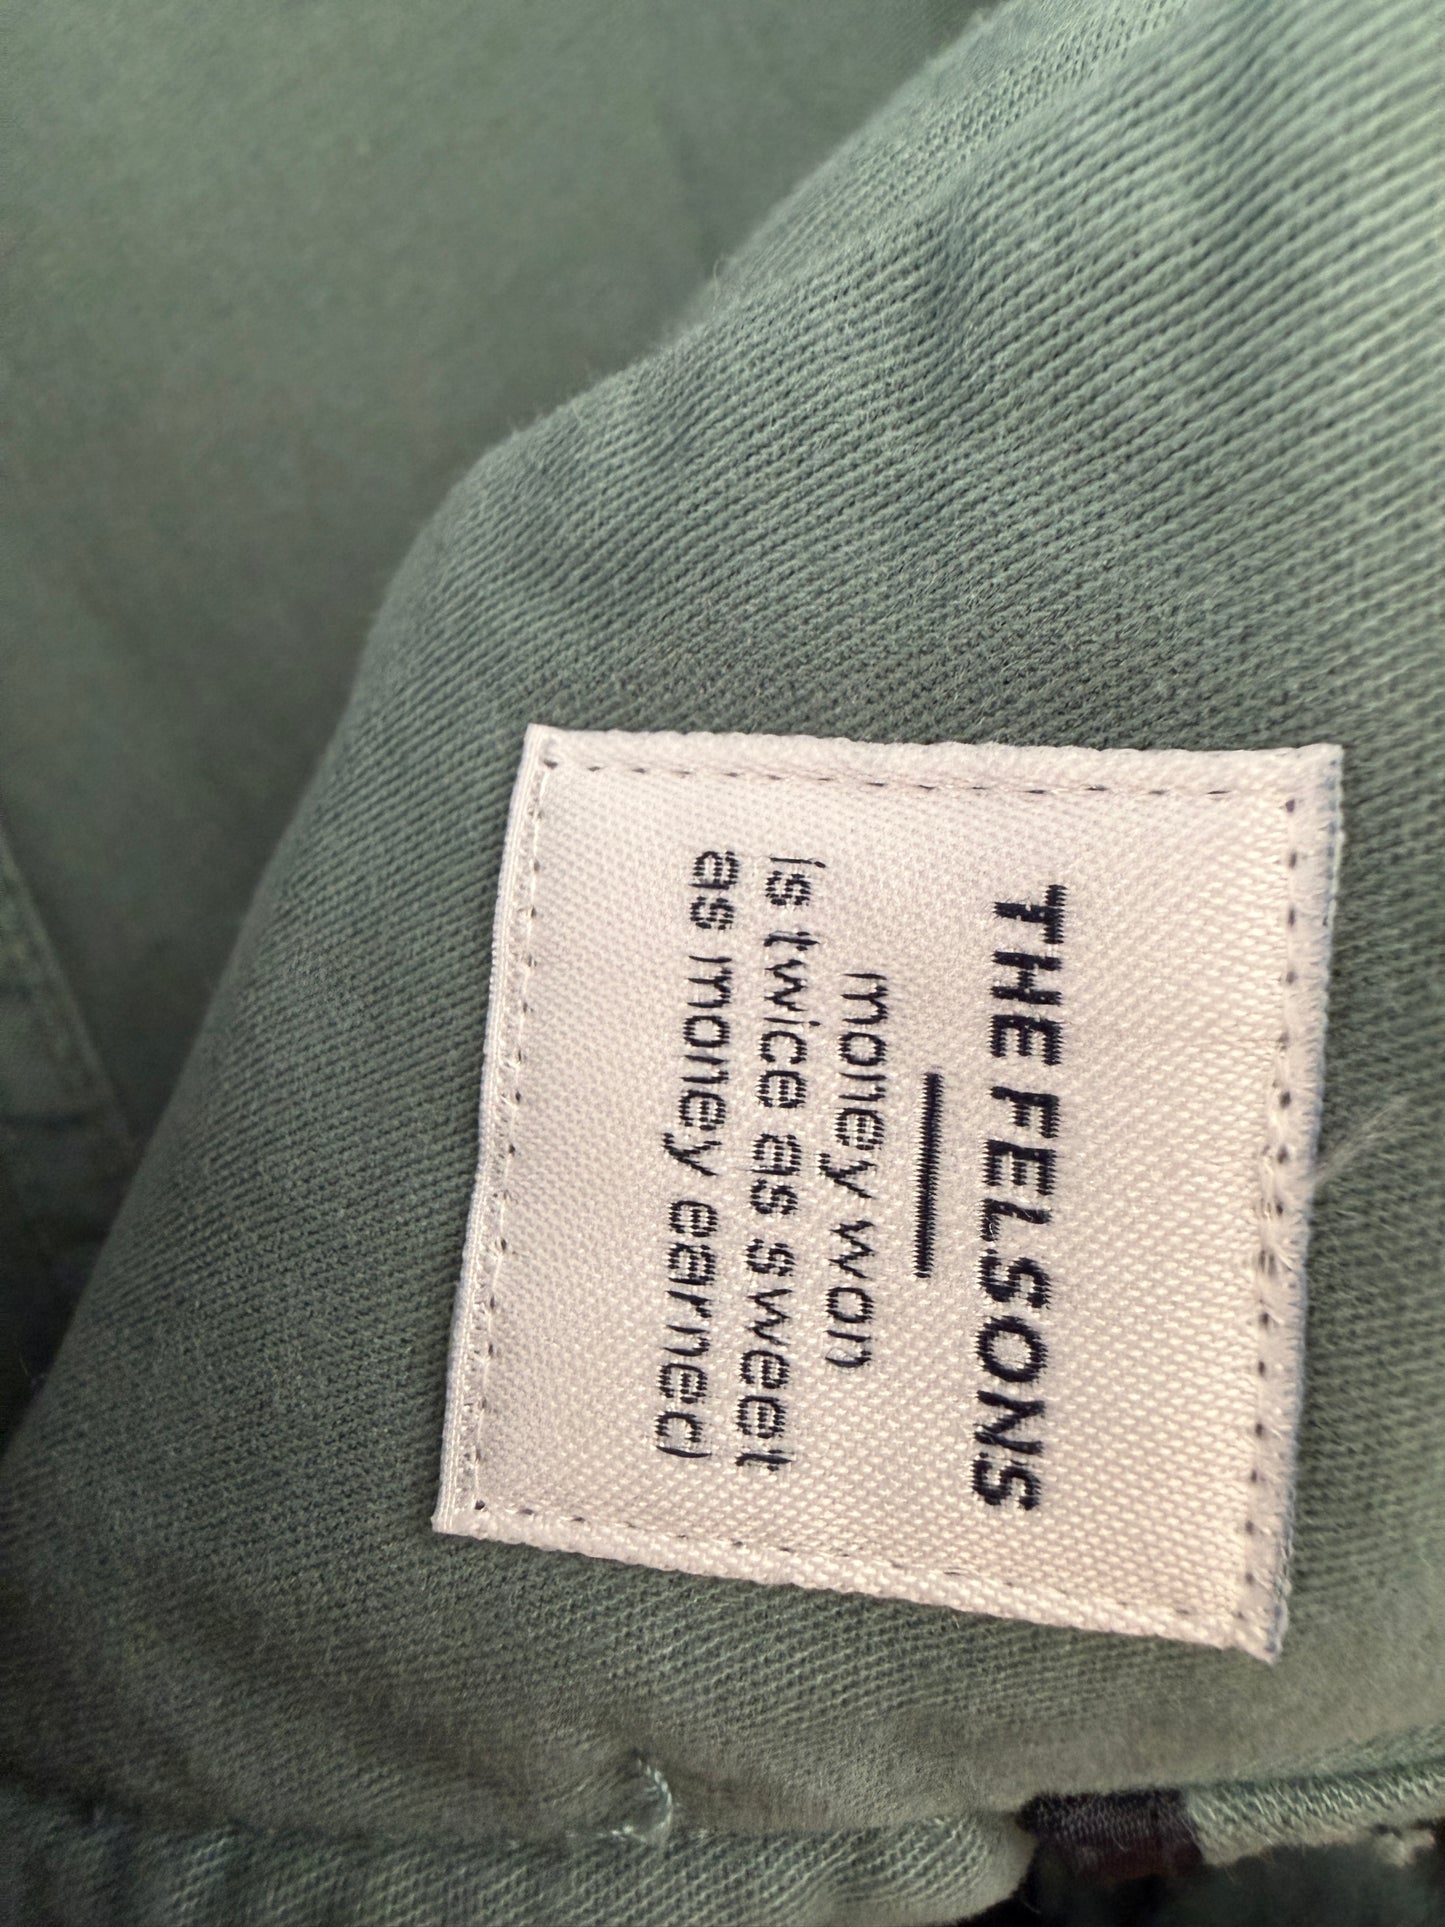 THE FELSONS
money won
is twice as sweet
as money earned